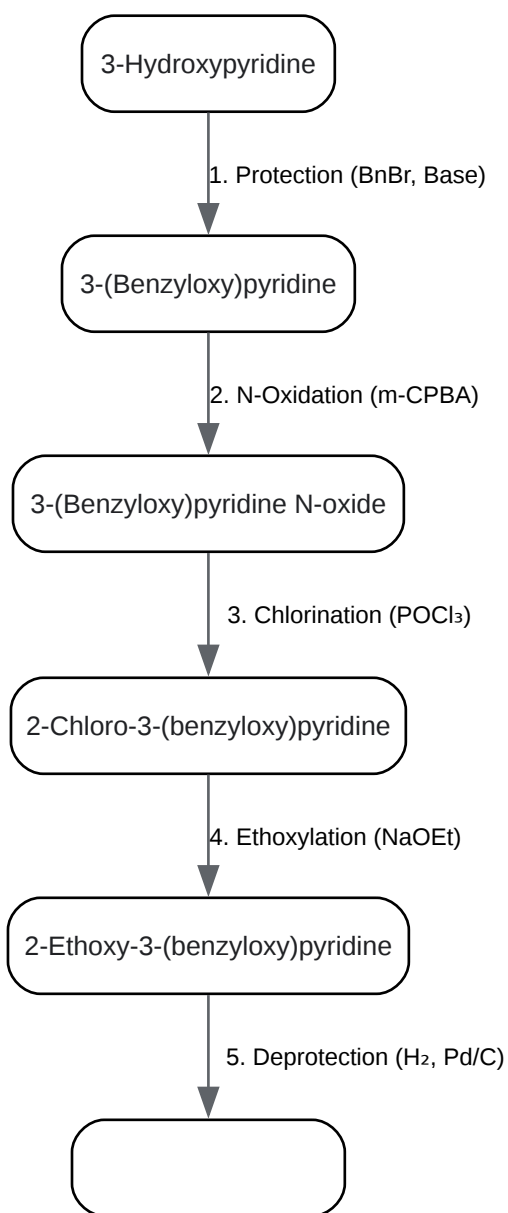 3-Hydroxypyridine
1. Protection (BnBr, Base)
3-(Benzyloxy)pyridine
2. N-Oxidation (m-CPBA)
3-(Benzyloxy)pyridine N-oxide
3. Chlorination (POCl₃)
2-Chloro-3-(benzyloxy)pyridine
4. Ethoxylation (NaOEt)
2-Ethoxy-3-(benzyloxy)pyridine
5. Deprotection (H₂, Pd/C)